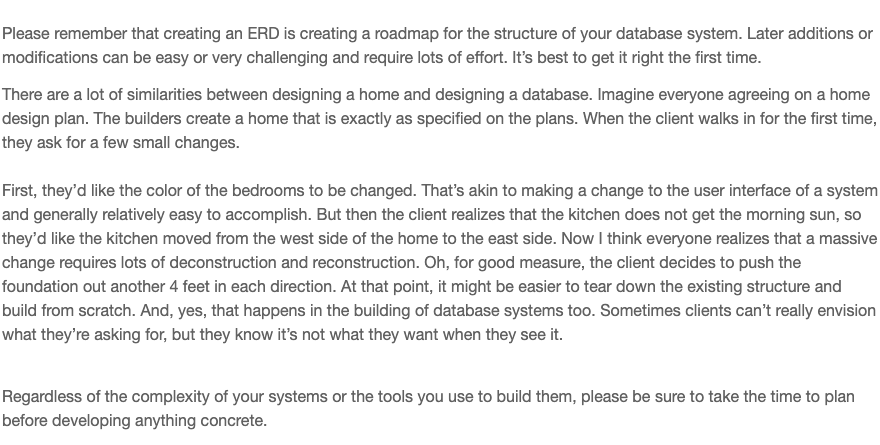 Please remember that creating an ERD is creating a roadmap for the structure of your database system. Later additions or
modifications can be easy or very challenging and require lots of effort. It’s best to get it right the first time.
There are a lot of similarities between designing a home and designing a database. Imagine everyone agreeing on a home
design plan. The builders create a home that is exactly as specified on the plans. When the client walks in for the first time,
they ask for a few small changes.
First, they’d like the color of the bedrooms to be changed. That’s akin to making a change to the user interface of a system
and generally relatively easy to accomplish. But then the client realizes that the kitchen does not get the morning sun, so
they’d like the kitchen moved from the west side of the home to the east side. Now I think everyone realizes that a massive
change requires lots of deconstruction and reconstruction. Oh, for good measure, the client decides to push the
foundation out another 4 feet in each direction. At that point, it might be easier to tear down the existing structure and
build from scratch. And, yes, that happens in the building of database systems too. Sometimes clients can’t really envision
what they’re asking for, but they know it’s not what they want when they see it.
Regardless of the complexity of your systems or the tools you use to build them, please be sure to take the time to plan
before developing anything concrete.